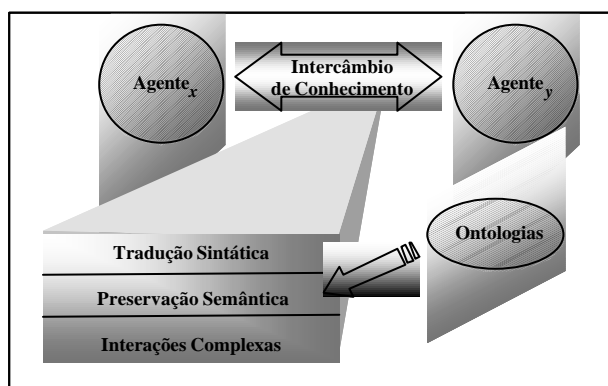 Agente x
Intercâmbio
de Conhecimento
Agente y
Ontologias
Tradução Sintática
Preservação Semântica
Interações Complexas